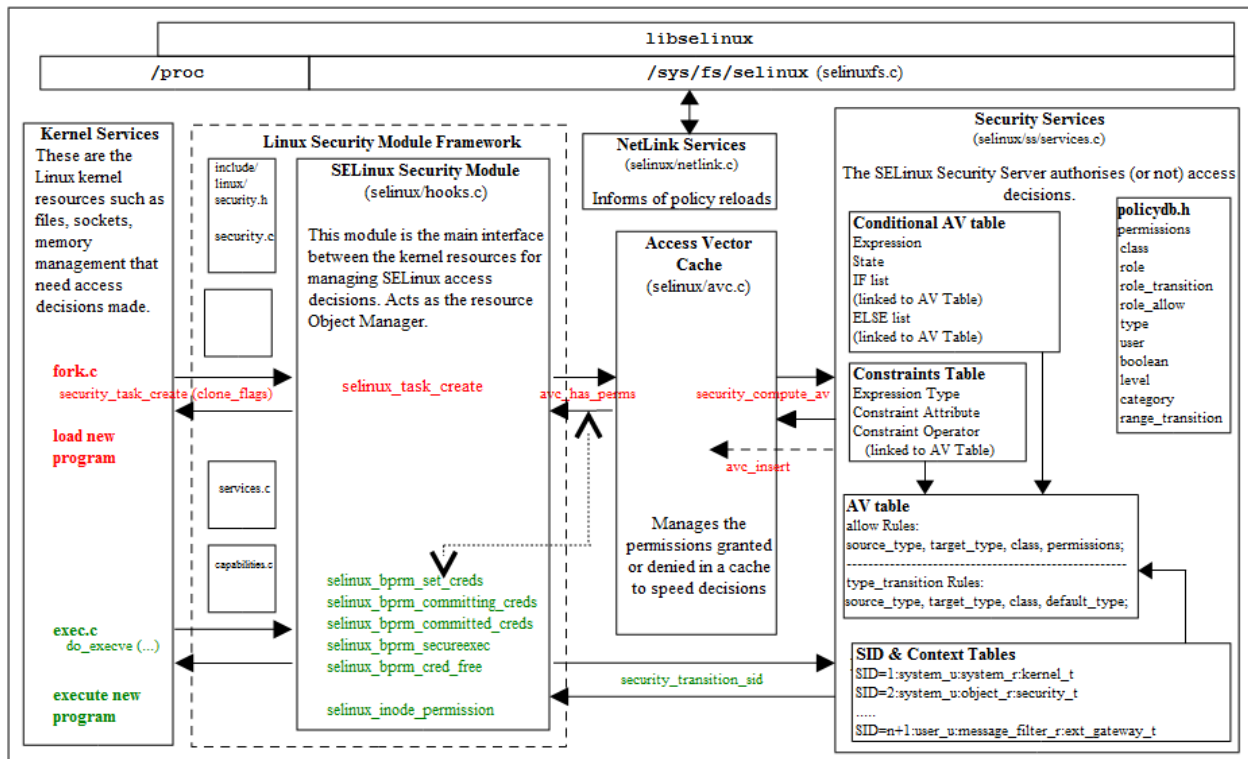 libselinux
/proc
/sys/fs/selinux (selinuxfs.c)
Kernel Services
These are the
Linux kernel
resources such as
files, sockets,
memory
management that
need access
decisions made.
fork.c
security_task_create (clone_flags)
load new
program
exec.c
do_execve (...)
execute new
program
Linux Security Module Framework
include/
linux/
security.h
security.c
services.c
capabilities.c
SELinux Security Module
(selinux/hooks.c)
This module is the main interface
between the kernel resources for
managing SELinux access
decisions. Acts as the resource
Object Manager.
selinux_task_create
selinux_bprm_set_creds
selinux_bprm_committing_creds
selinux_bprm_committed_creds
selinux_bprm_secureexec
selinux_bprm_cred_free
selinux_inode_permission
avc_has_perms
NetLink Services
(selinux/netlink.c)
Informs of policy reloads
Access Vector
Cache
(selinux/avc.c)
security_compute_av
avc_insert
Manages the
permissions granted
or denied in a cache
to speed decisions
security_transition_sid
Security Services
(selinux/ss/services.c)
The SELinux Security Server authorises (or not) access
decisions.
Conditional AV table
Expression
State
IF list
(linked to AV Table)
ELSE list
(linked to AV Table)
Constraints Table
Expression Type
Constraint Attribute
Constraint Operator
(linked to AV Table)
policydb.h
permissions
class
role
role_transition
role_allow
type
user
boolean
level
category
range_transition
AV table
allow Rules:
source_type, target_type, class, permissions;
type_transition Rules:
source_type, target_type, class, default_type;
SID & Context Tables
SID=1:system_u:system_r:kernel_t
SID=2:system_u:object_r:security_t
.....
SID=n+1:user_u:message_filter_r:ext_gateway_t